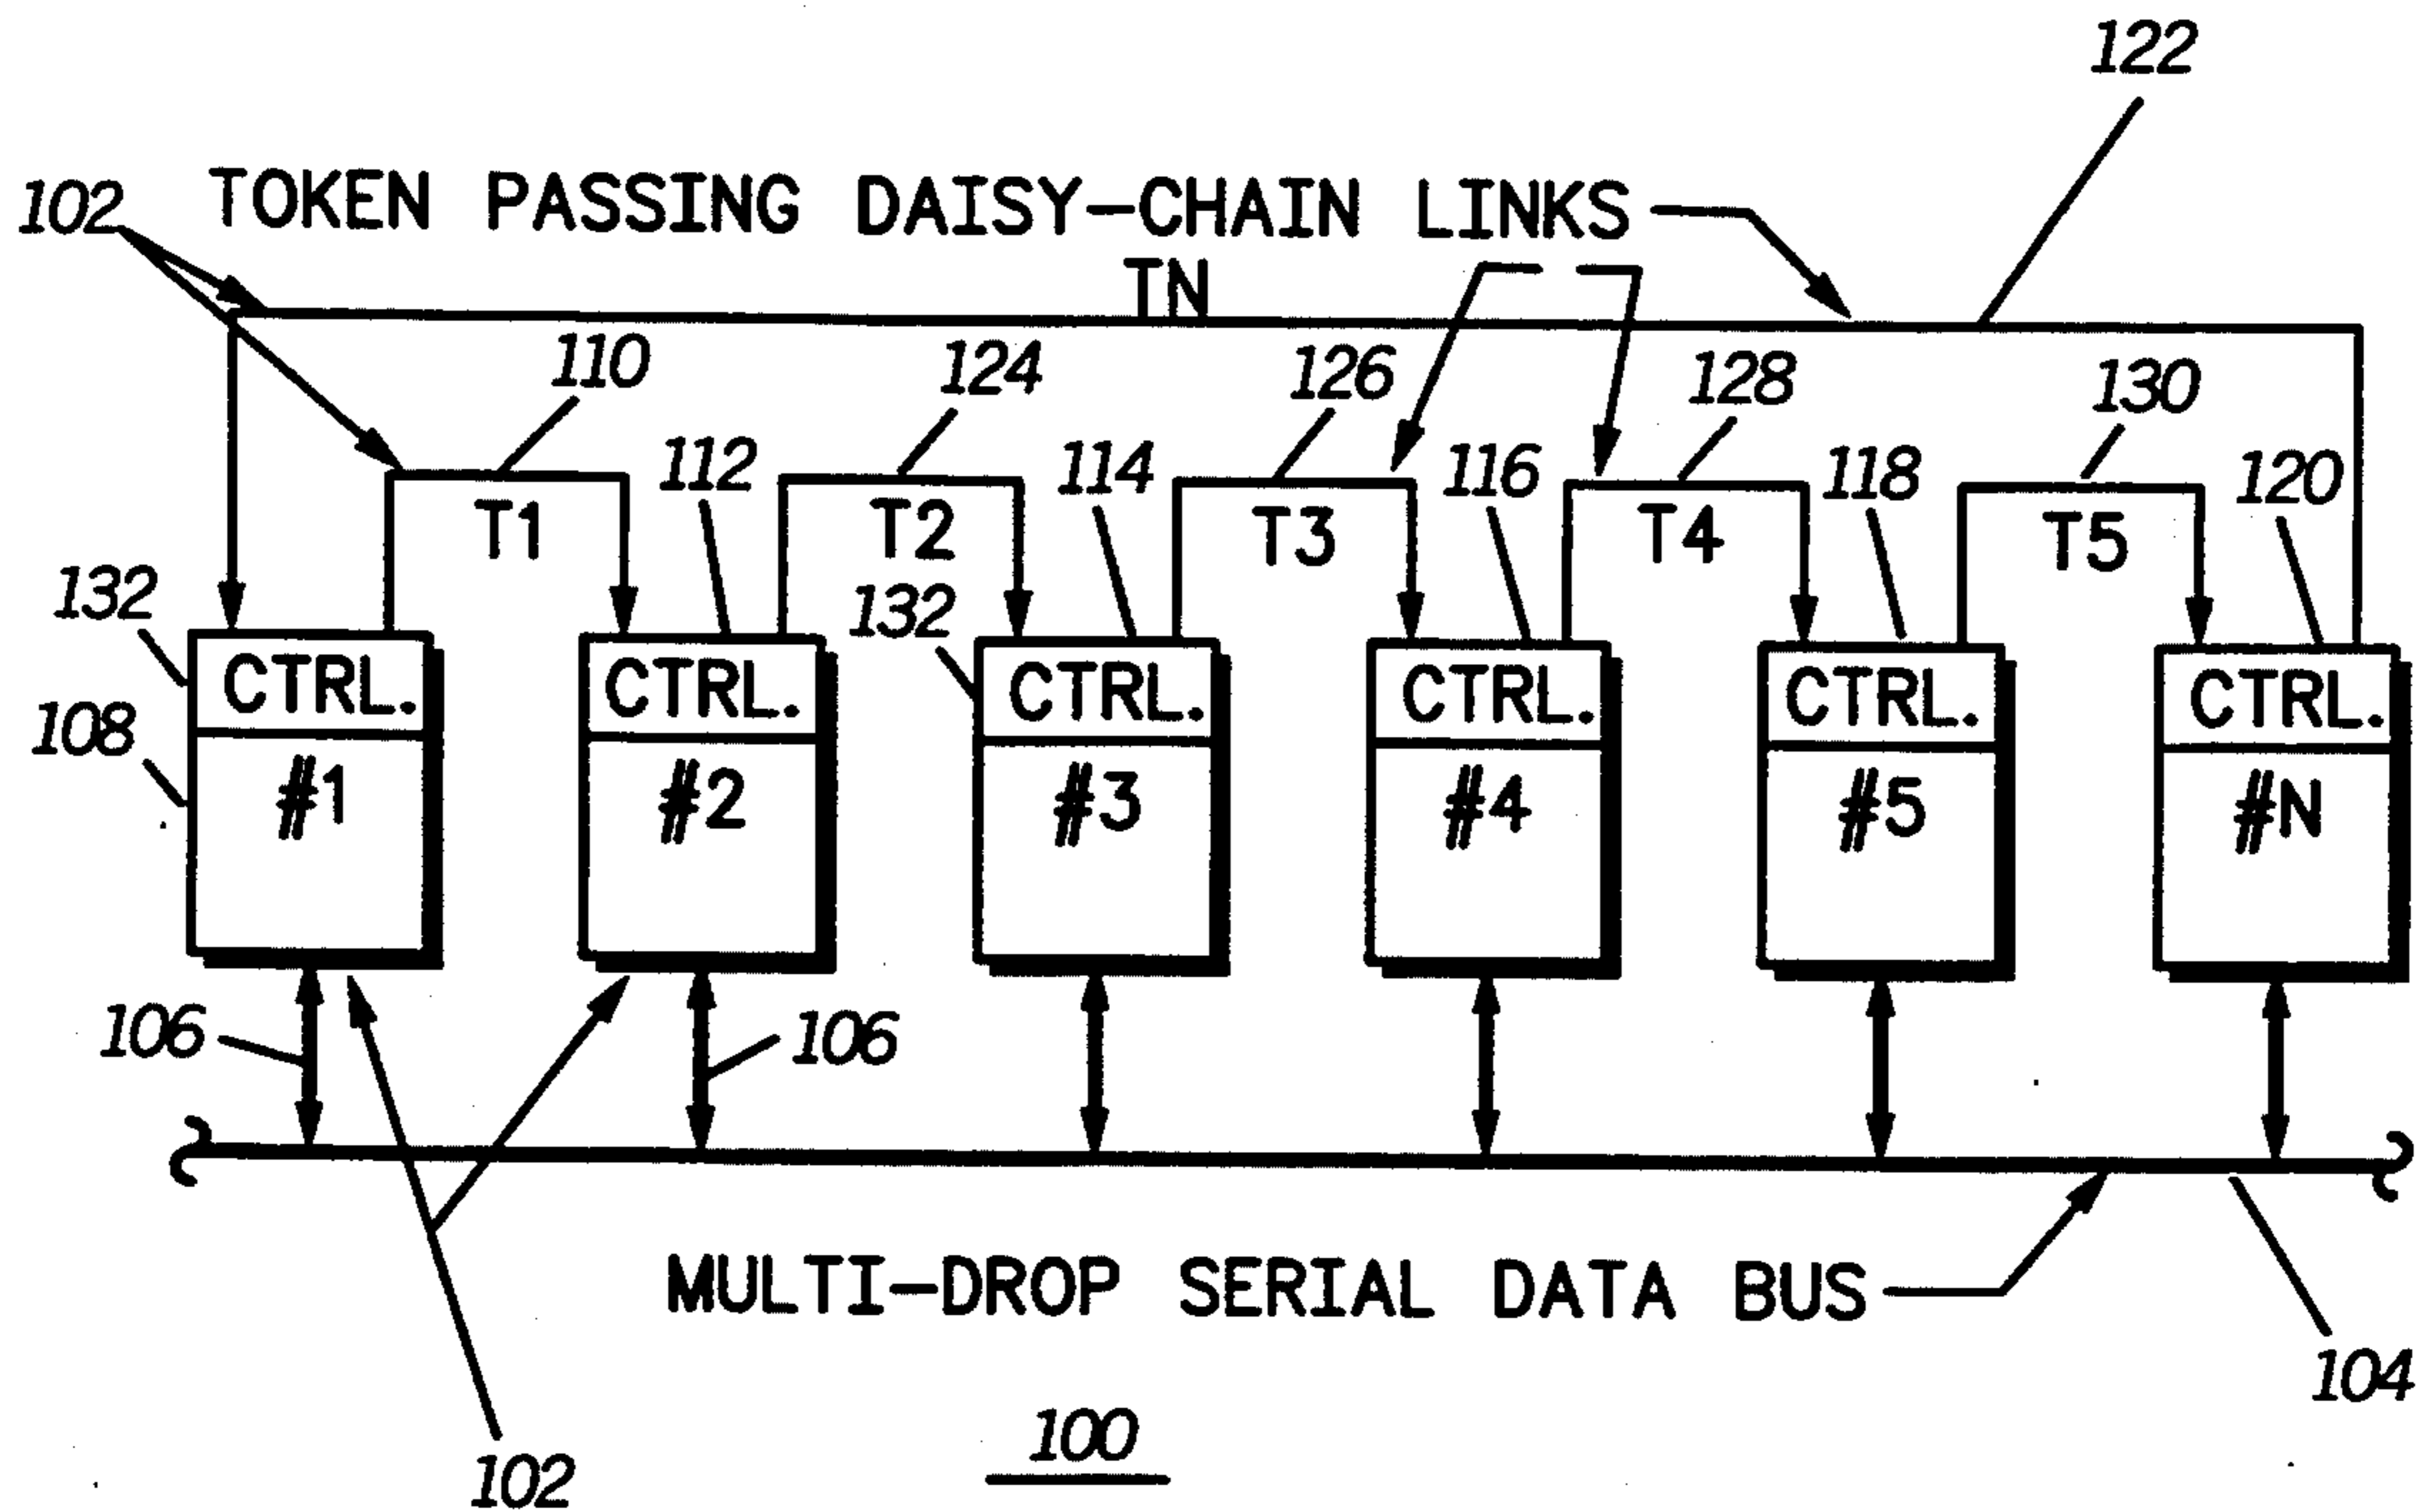 122
102 TOKEN PASSING DAISY-CHAIN LINKS
TN
110 124 126 128 130
112 114 116 118 120
T1 T2 T3 T4 T5
132 132
CTRL. CTRL. CTRL. CTRL. CTRL. CTRL.
108
#1 #2 #3 #4 #5 #N
106 106
MULTI-DROP SERIAL DATA BUS
104
100
102